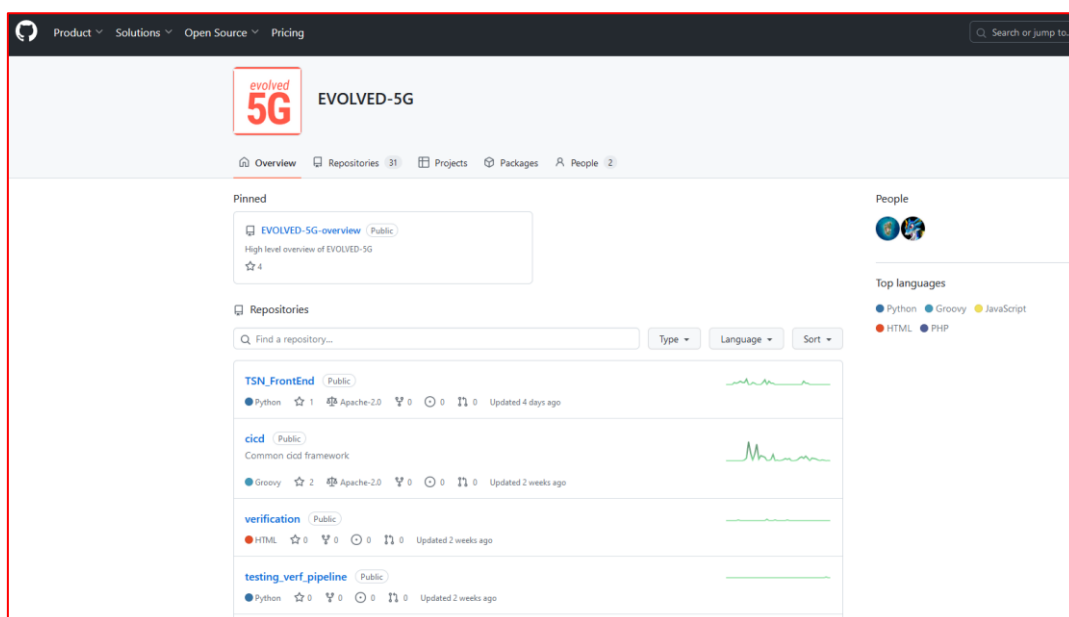 Product Solutions Open Source Pricing Search or jump to...
evolved
5G
EVOLVED-5G
Overview Repositories 31 Projects Packages People 2
Pinned
EVOLVED-5G-overview Public
High level overview of EVOLVED-5G
4
Repositories
Find a repository...
Type Language Sort
TSN_FrontEnd Public
Python 1 Apache-2.0 0 0 0 Updated 4 days ago
cicd Public
Common cicd framework
Groovy 2 Apache-2.0 0 0 0 Updated 2 weeks ago
verification Public
HTML 0 0 0 0 Updated 2 weeks ago
testing_verf_pipeline Public
Python 0 0 0 0 Updated 2 weeks ago
People
Top languages
Python Groovy JavaScript
HTML PHP